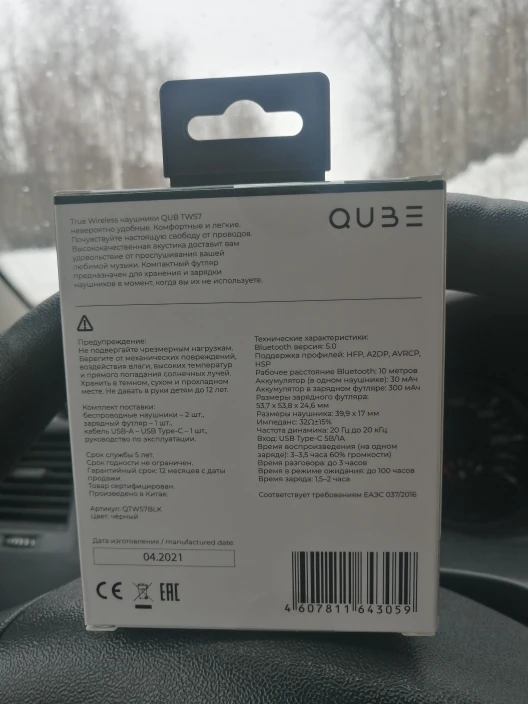 True Wireless наушники QUB TWS7
невероятно удобные. Комфортные и легкие.
Почувствуйте настоящую свободу от проводов.
Высококачественная акустика доставит вам
удовольствие от прослушивания вашей
любимой музыки. Компактный футляр
предназначен для хранения и зарядки
наушников в момент, когда вы их не используете.
QUBE
Предупреждение:
Не подвергайте чрезмерным нагрузкам.
Берегите от механических повреждений,
воздействия влаги, высоких температур
и прямого попадания солнечных лучей.
Хранить в темном, сухом и прохладном
месте. Не давать в руки детям до 12 лет.
Комплект поставки:
беспроводные наушники – 2 шт.,
зарядный футляр – 1 шт.,
кабель USB-A – USB Type-C – 1 шт.,
руководство по эксплуатации.
Срок службы 5 лет.
Срок годности не ограничен.
Гарантийный срок: 12 месяцев с даты
продажи.
Товар сертифицирован.
Произведено в Китае.
Артикул: QTWS7BLK
Цвет: черный
Дата изготовления / manufactured date:
04.2021
CE EAC
Технические характеристики:
Bluetooth версия: 5.0
Поддержка профилей: HFP, A2DP, AVRCP,
HSP
Рабочее расстояние Bluetooth: 10 метров
Аккумулятор (в одном наушнике): 30 мАч
Аккумулятор в зарядном футляре: 300 мАч
Размеры зарядного футляра:
53,7 x 53,8 x 24,6 мм
Размеры наушника: 39,9 x 17 мм
Импеданс: 32Ω±15%
Частота динамика: 20 Гц до 20 кГц
Вход: USB Type-C 5В/1А
Время воспроизведения (на одном
заряде): 3–3,5 часа 60% громкости)
Время разговора: до 3 часов
Время в режиме ожидания: до 100 часов
Время заряда: 1,5–2 часа
Соответствует требованиям ЕАЭС 037/2016
4 607811 643059